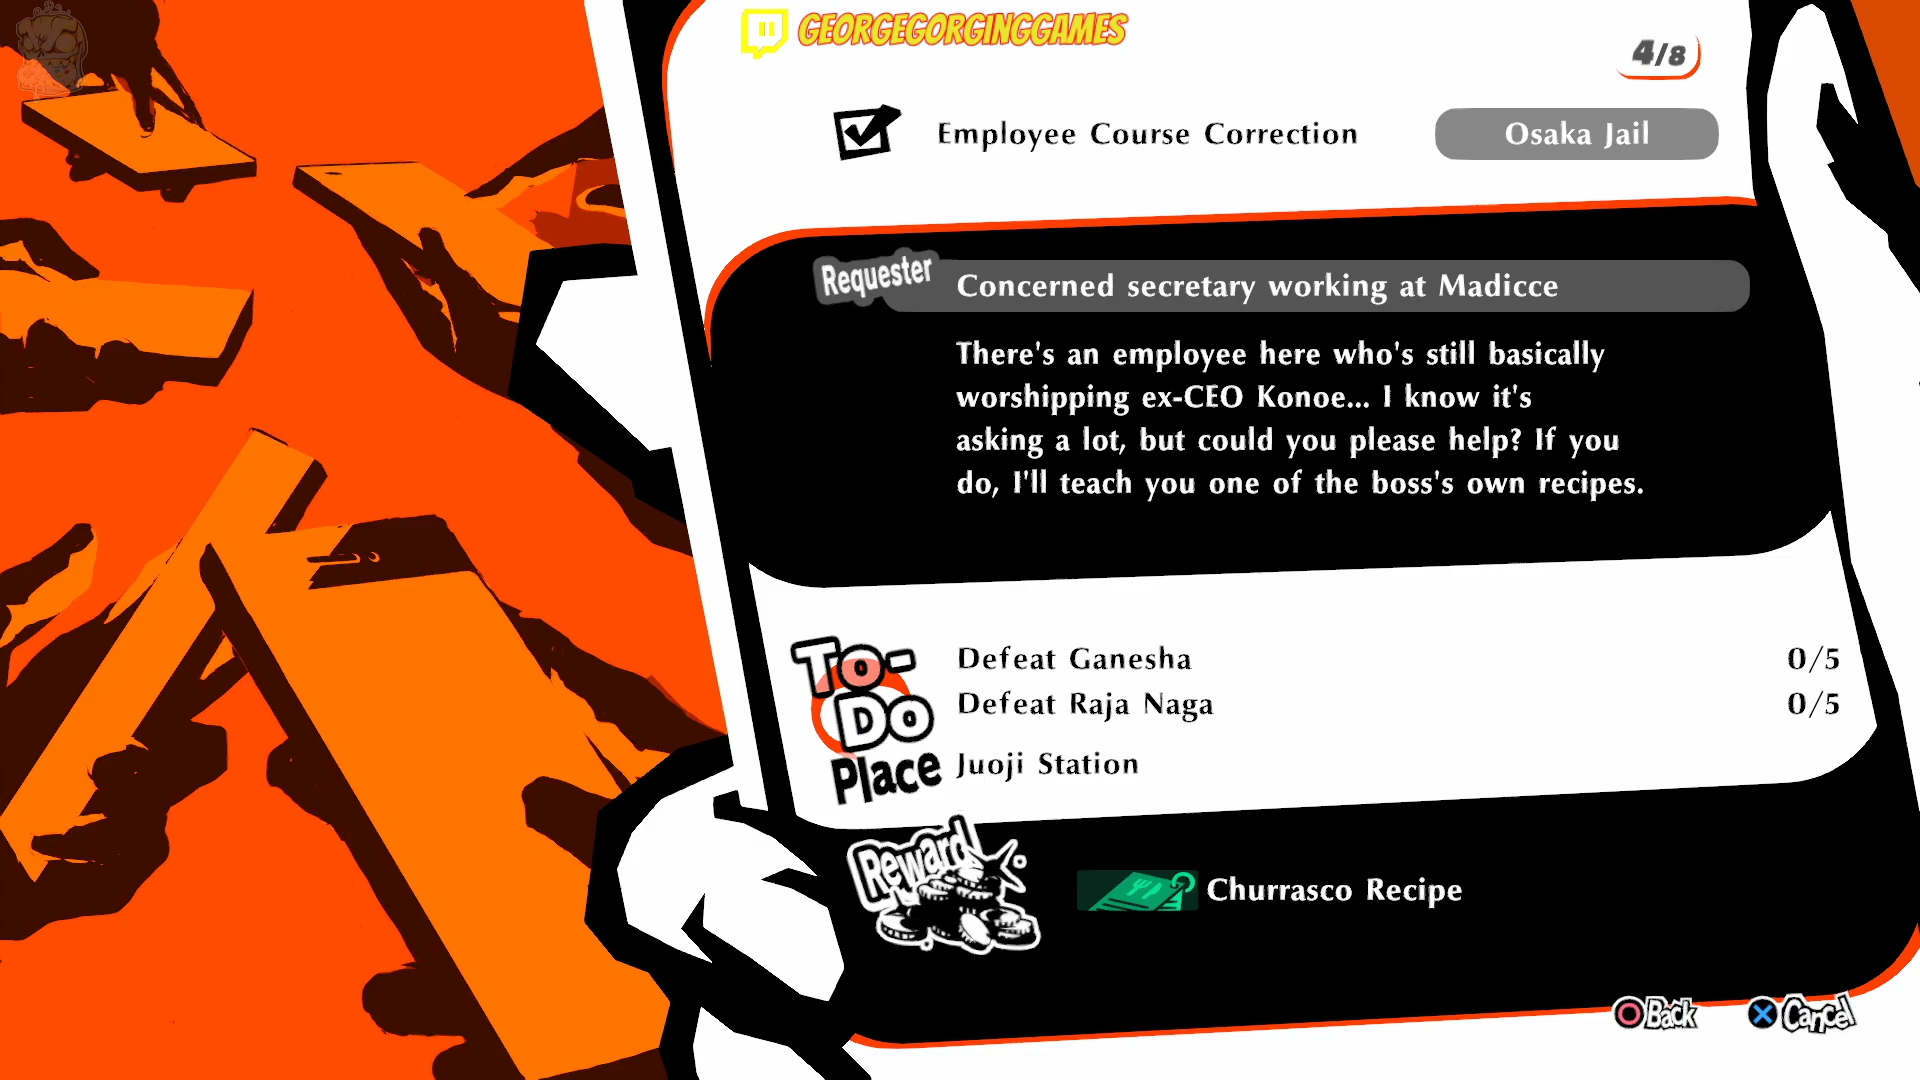 GEORGEGORGINGGAMES
4/8
Employee Course Correction
Osaka Jail
Requester
Concerned secretary working at Madicce
There's an employee here who's still basically
worshipping ex-CEO Konoe... I know it's
asking a lot, but could you please help? If you
do, I'll teach you one of the boss's own recipes.
To-
Do
Defeat Ganesha 0/5
Defeat Raja Naga 0/5
Place
Juoji Station
Reward
Churrasco Recipe
Back
Cancel